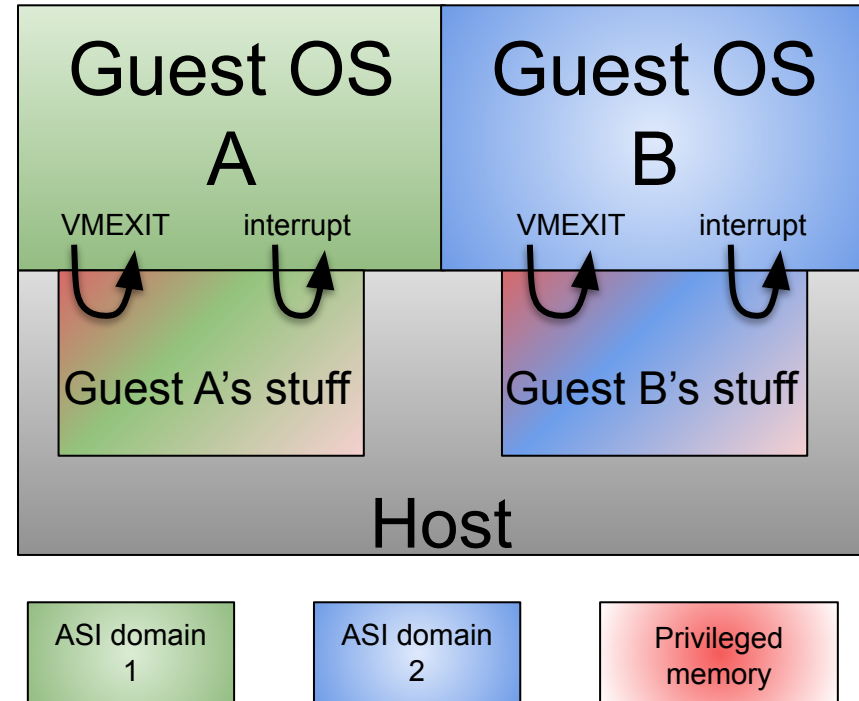 Guest OS
A
Guest OS
B
VMEXIT
interrupt
VMEXIT
interrupt
Guest A’s stuff
Guest B’s stuff
Host
ASI domain
1
ASI domain
2
Privileged
memory